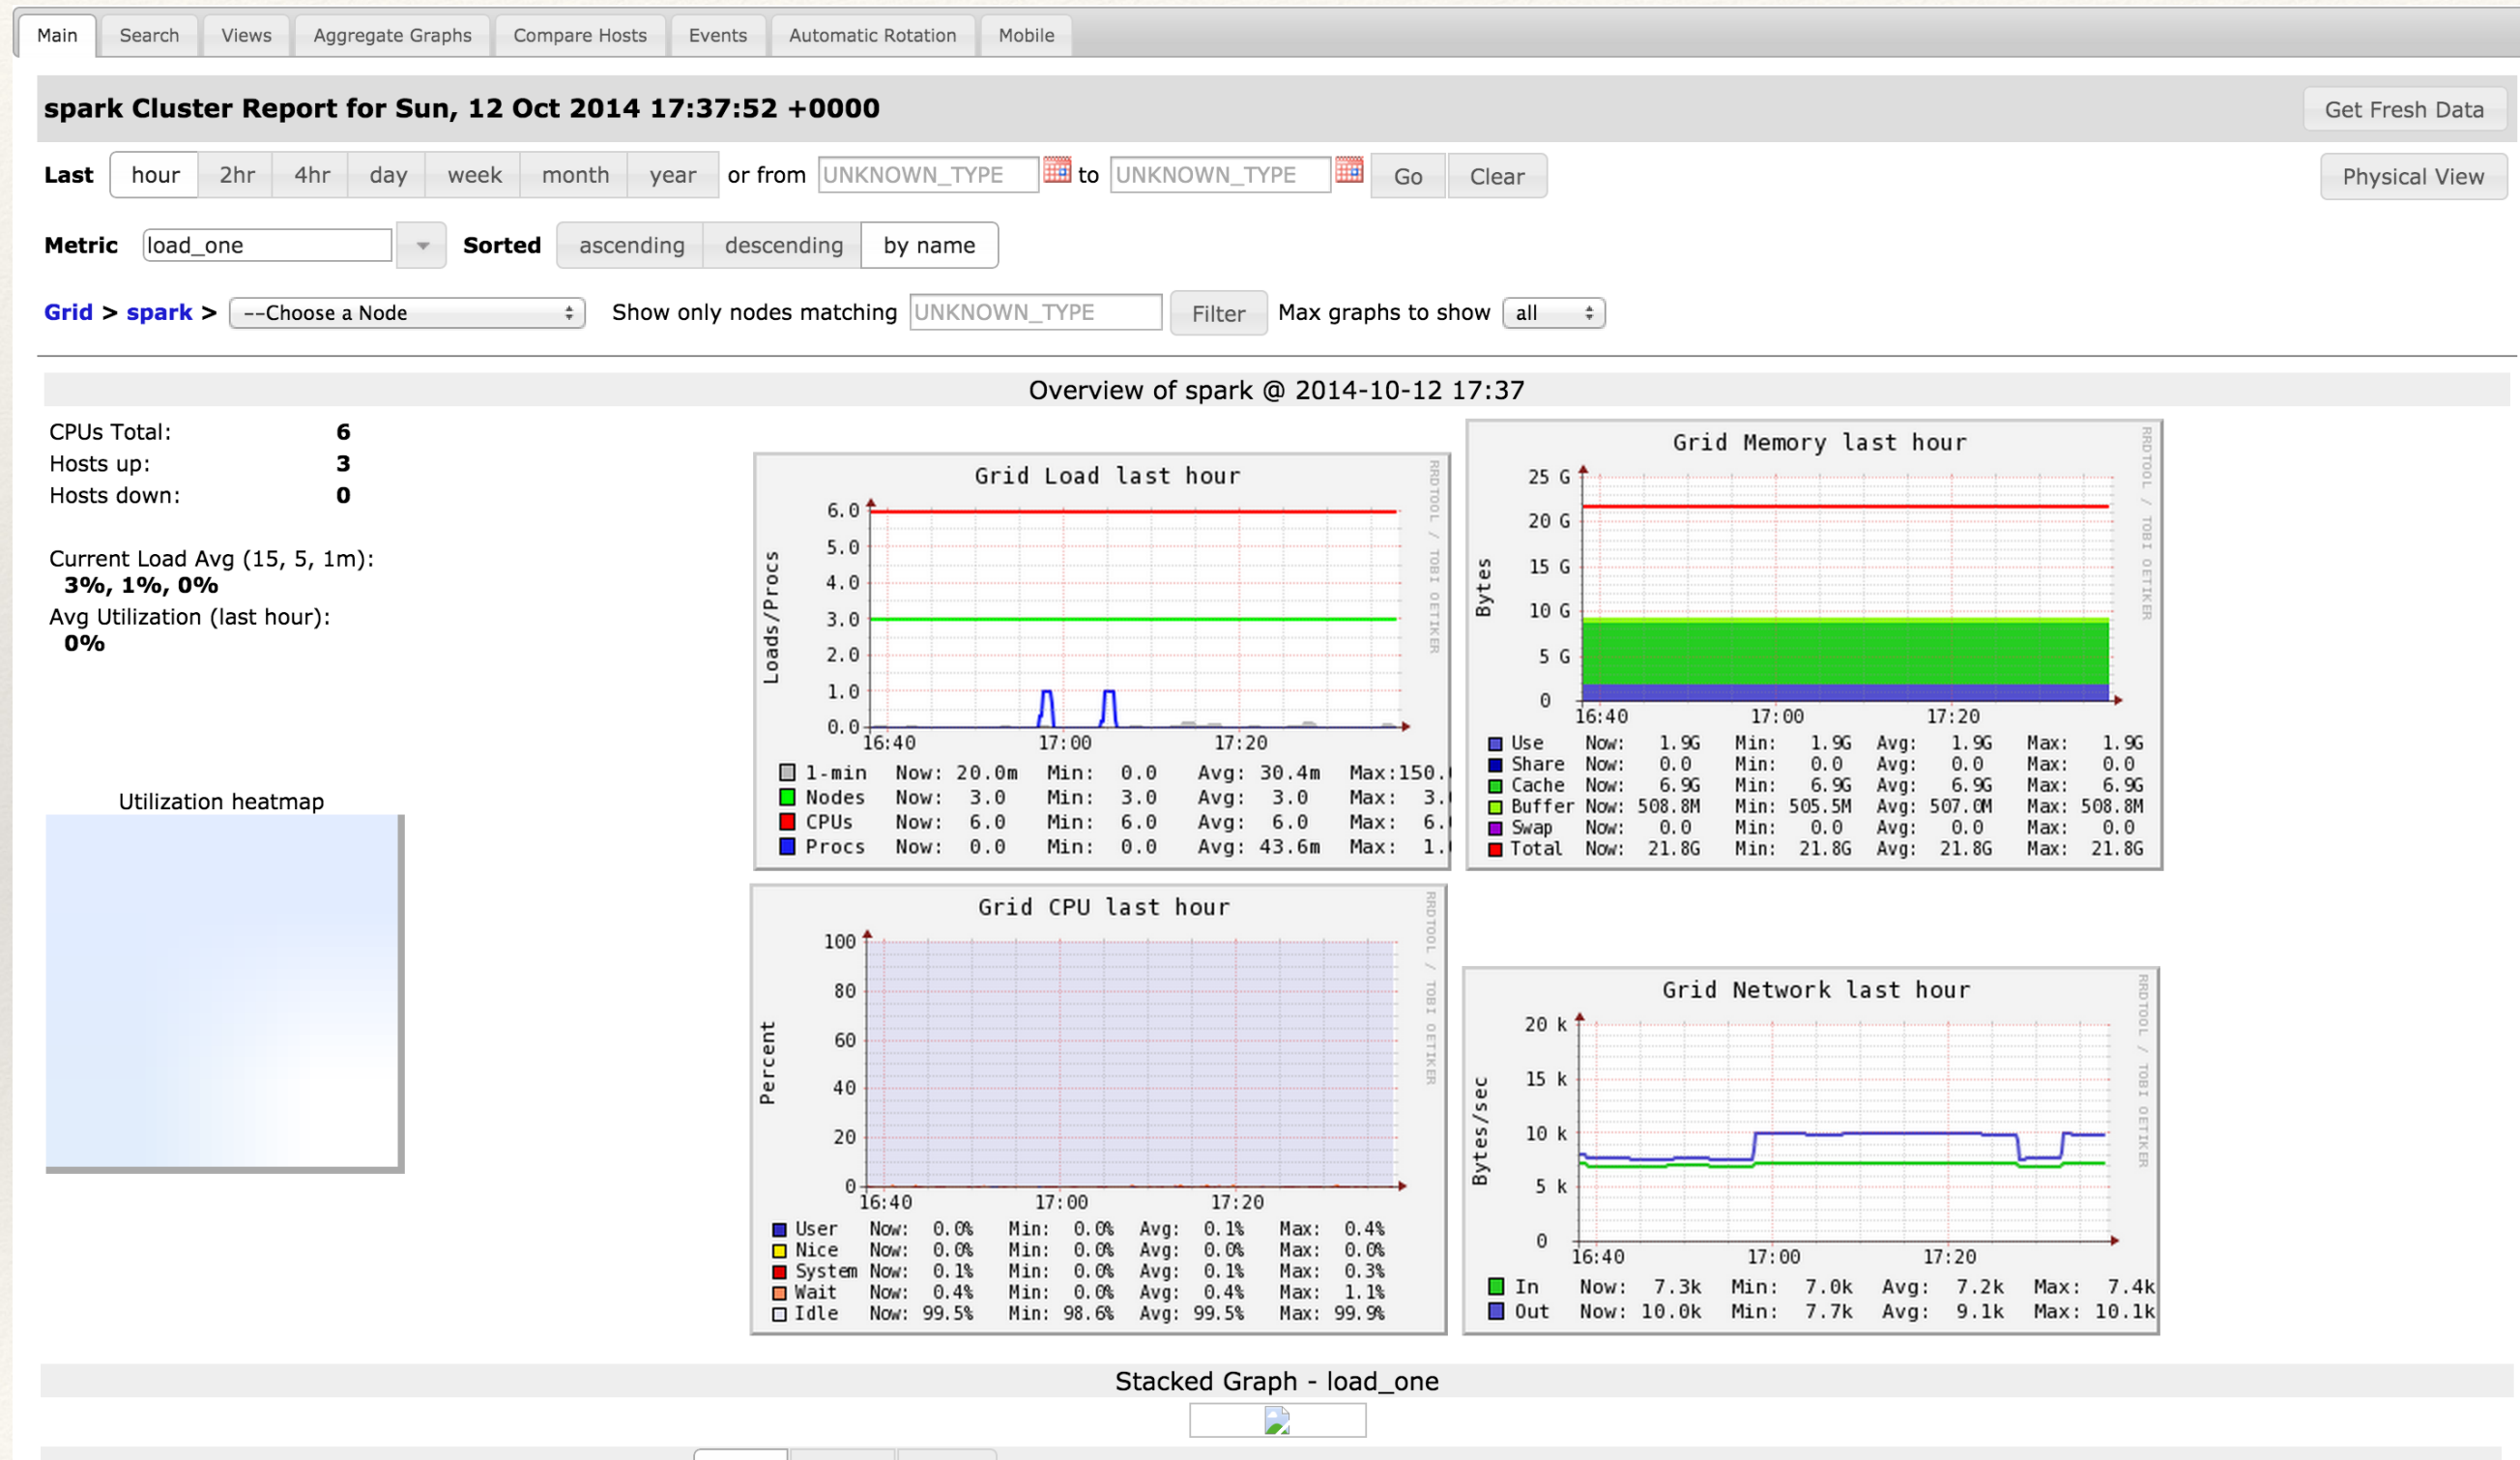 Main Search Views Aggregate Graphs Compare Hosts Events Automatic Rotation Mobile
spark Cluster Report for Sun, 12 Oct 2014 17:37:52 +0000 Get Fresh Data
Last hour 2hr 4hr day week month year or from UNKNOWN_TYPE to UNKNOWN_TYPE Go Clear Physical View
Metric load_one Sorted ascending descending by name
Grid > spark > --Choose a Node Show only nodes matching UNKNOWN_TYPE Filter Max graphs to show all
Overview of spark @ 2014-10-12 17:37
CPUs Total: 6
Hosts up: 3
Hosts down: 0
Current Load Avg (15, 5, 1m):
3%, 1%, 0%
Avg Utilization (last hour):
0%
Utilization heatmap
Grid Load last hour
RRDTOOL / TOBI OETIKER
Loads/Procs
6.0
5.0
4.0
3.0
2.0
1.0
0.0
16:40 17:00 17:20
1-min Now: 20.0m Min: 0.0 Avg: 30.4m Max:150.
Nodes Now: 3.0 Min: 3.0 Avg: 3.0 Max: 3.
CPUs Now: 6.0 Min: 6.0 Avg: 6.0 Max: 6.
Procs Now: 0.0 Min: 0.0 Avg: 43.6m Max: 1.
Grid Memory last hour
RRDTOOL / TOBI OETIKER
Bytes
25 G
20 G
15 G
10 G
5 G
0
16:40 17:00 17:20
Use Now: 1.9G Min: 1.9G Avg: 1.9G Max: 1.9G
Share Now: 0.0 Min: 0.0 Avg: 0.0 Max: 0.0
Cache Now: 6.9G Min: 6.9G Avg: 6.9G Max: 6.9G
Buffer Now: 508.8M Min: 505.5M Avg: 507.0M Max: 508.8M
Swap Now: 0.0 Min: 0.0 Avg: 0.0 Max: 0.0
Total Now: 21.8G Min: 21.8G Avg: 21.8G Max: 21.8G
Grid CPU last hour
RRDTOOL / TOBI OETIKER
Percent
100
80
60
40
20
0
16:40 17:00 17:20
User Now: 0.0% Min: 0.0% Avg: 0.1% Max: 0.4%
Nice Now: 0.0% Min: 0.0% Avg: 0.0% Max: 0.0%
System Now: 0.1% Min: 0.0% Avg: 0.1% Max: 0.3%
Wait Now: 0.4% Min: 0.0% Avg: 0.4% Max: 1.1%
Idle Now: 99.5% Min: 98.6% Avg: 99.5% Max: 99.9%
Grid Network last hour
RRDTOOL / TOBI OETIKER
Bytes/sec
20 k
15 k
10 k
5 k
0
16:40 17:00 17:20
In Now: 7.3k Min: 7.0k Avg: 7.2k Max: 7.4k
Out Now: 10.0k Min: 7.7k Avg: 9.1k Max: 10.1k
Stacked Graph - load_one